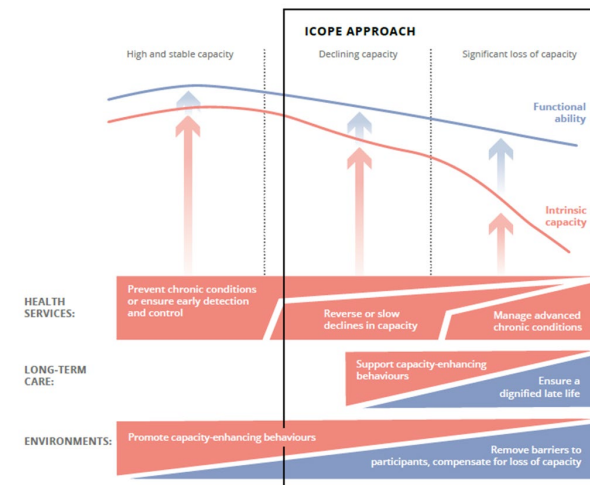 ICOPE APPROACH
High and stable capacity
Declining capacity
Significant loss of capacity
Functional
ability
Intrinsic
capacity
HEALTH
SERVICES:
Prevent chronic conditions
or ensure early detection
and control
Reverse or slow
declines in capacity
Manage advanced
chronic conditions
LONG-TERM
CARE:
Support capacity-enhancing
behaviours
Ensure a
dignified late life
ENVIRONMENTS:
Promote capacity-enhancing behaviours
Remove barriers to
participants, compensate for loss of capacity